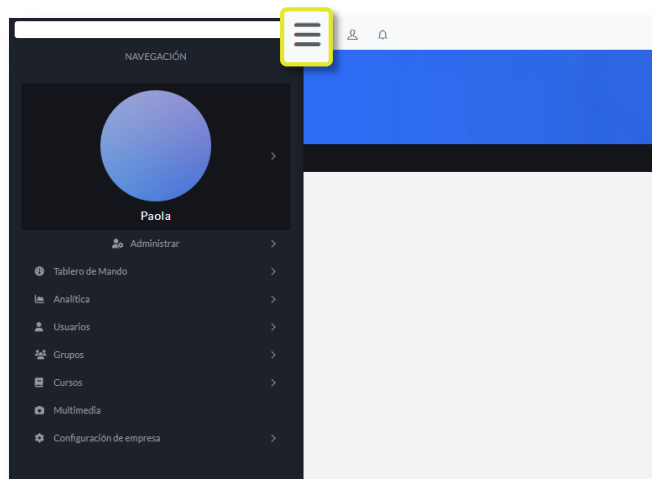 NAVEGACIÓN
Paola
Administrar
Tablero de Mando
Analítica
Usuarios
Grupos
Cursos
Multimedia
Configuración de empresa